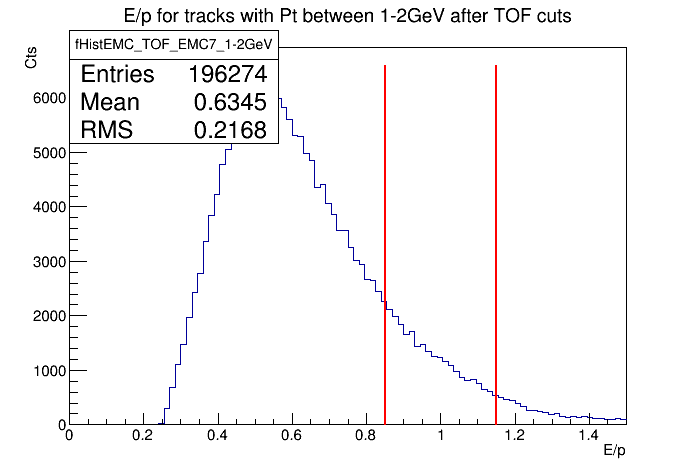 E/p for tracks with Pt between 1-2GeV after TOF cuts
Cts
fHistEMC_TOF_EMC7_1-2GeV
Entries 196274
Mean 0.6345
RMS 0.2168
6000
5000
4000
3000
2000
1000
0
0 0.2 0.4 0.6 0.8 1 1.2 1.4
E/p